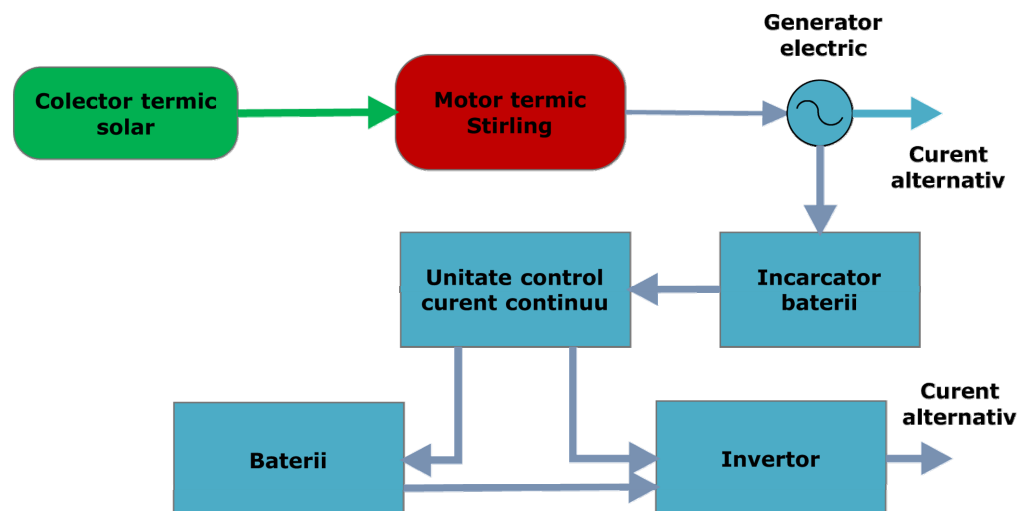 Generator
electric
Colector termic
solar
Motor termic
Stirling
Curent
alternativ
Unitate control
curent continuu
Incarcator
baterii
Curent
alternativ
Baterii
Invertor